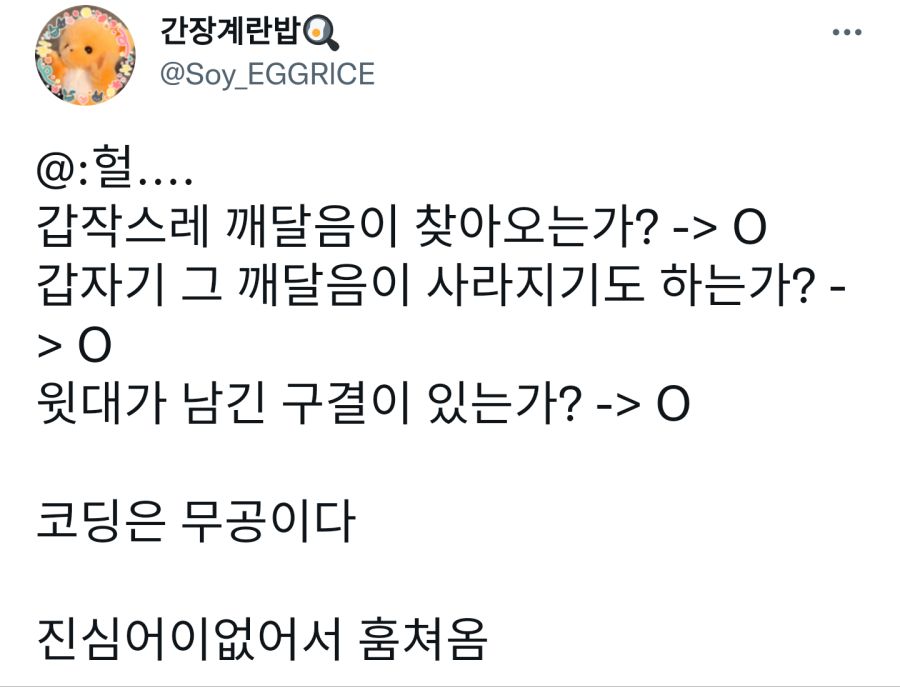 간장계란밥🍳
@Soy_EGGRICE
@:헐....
갑작스레 깨달음이 찾아오는가? -> O
갑자기 그 깨달음이 사라지기도 하는가? -
> O
윗대가 남긴 구결이 있는가? -> O
코딩은 무공이다
진심어이없어서 훔쳐옴